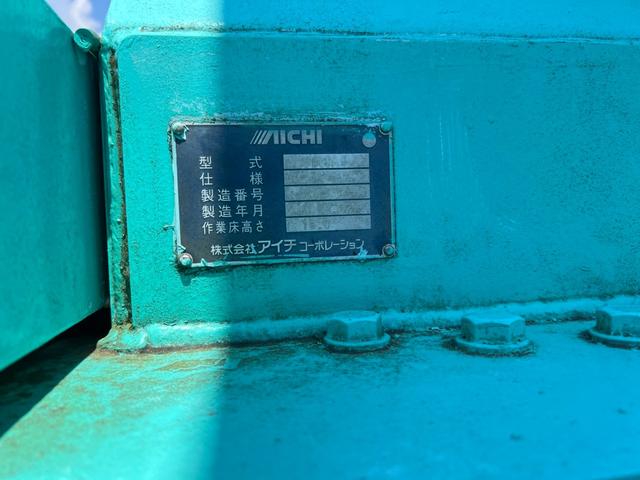 AICHI
型式
仕様
製造番号
製造年月
作業床高さ
株式会社アイチコーポレーション